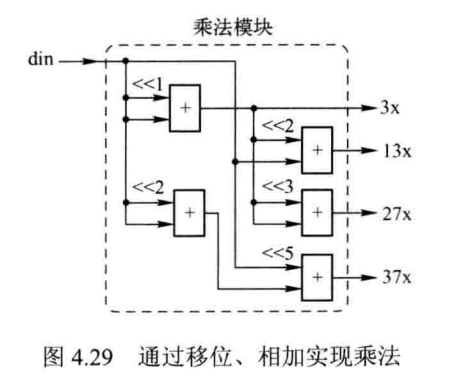 乘法模块
din
<<1
+
3x
<<2
+
13x
<<2
+
<<3
+
27x
<<5
+
37x
图 4.29 通过移位、相加实现乘法